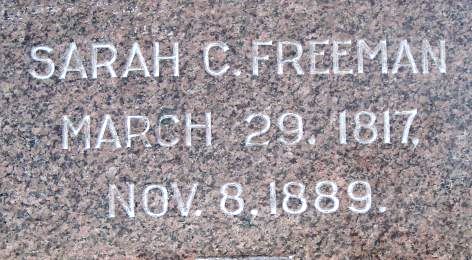 SARAH C. FREEMAN
MARCH 29. 1817,
NOV. 8, 1889.